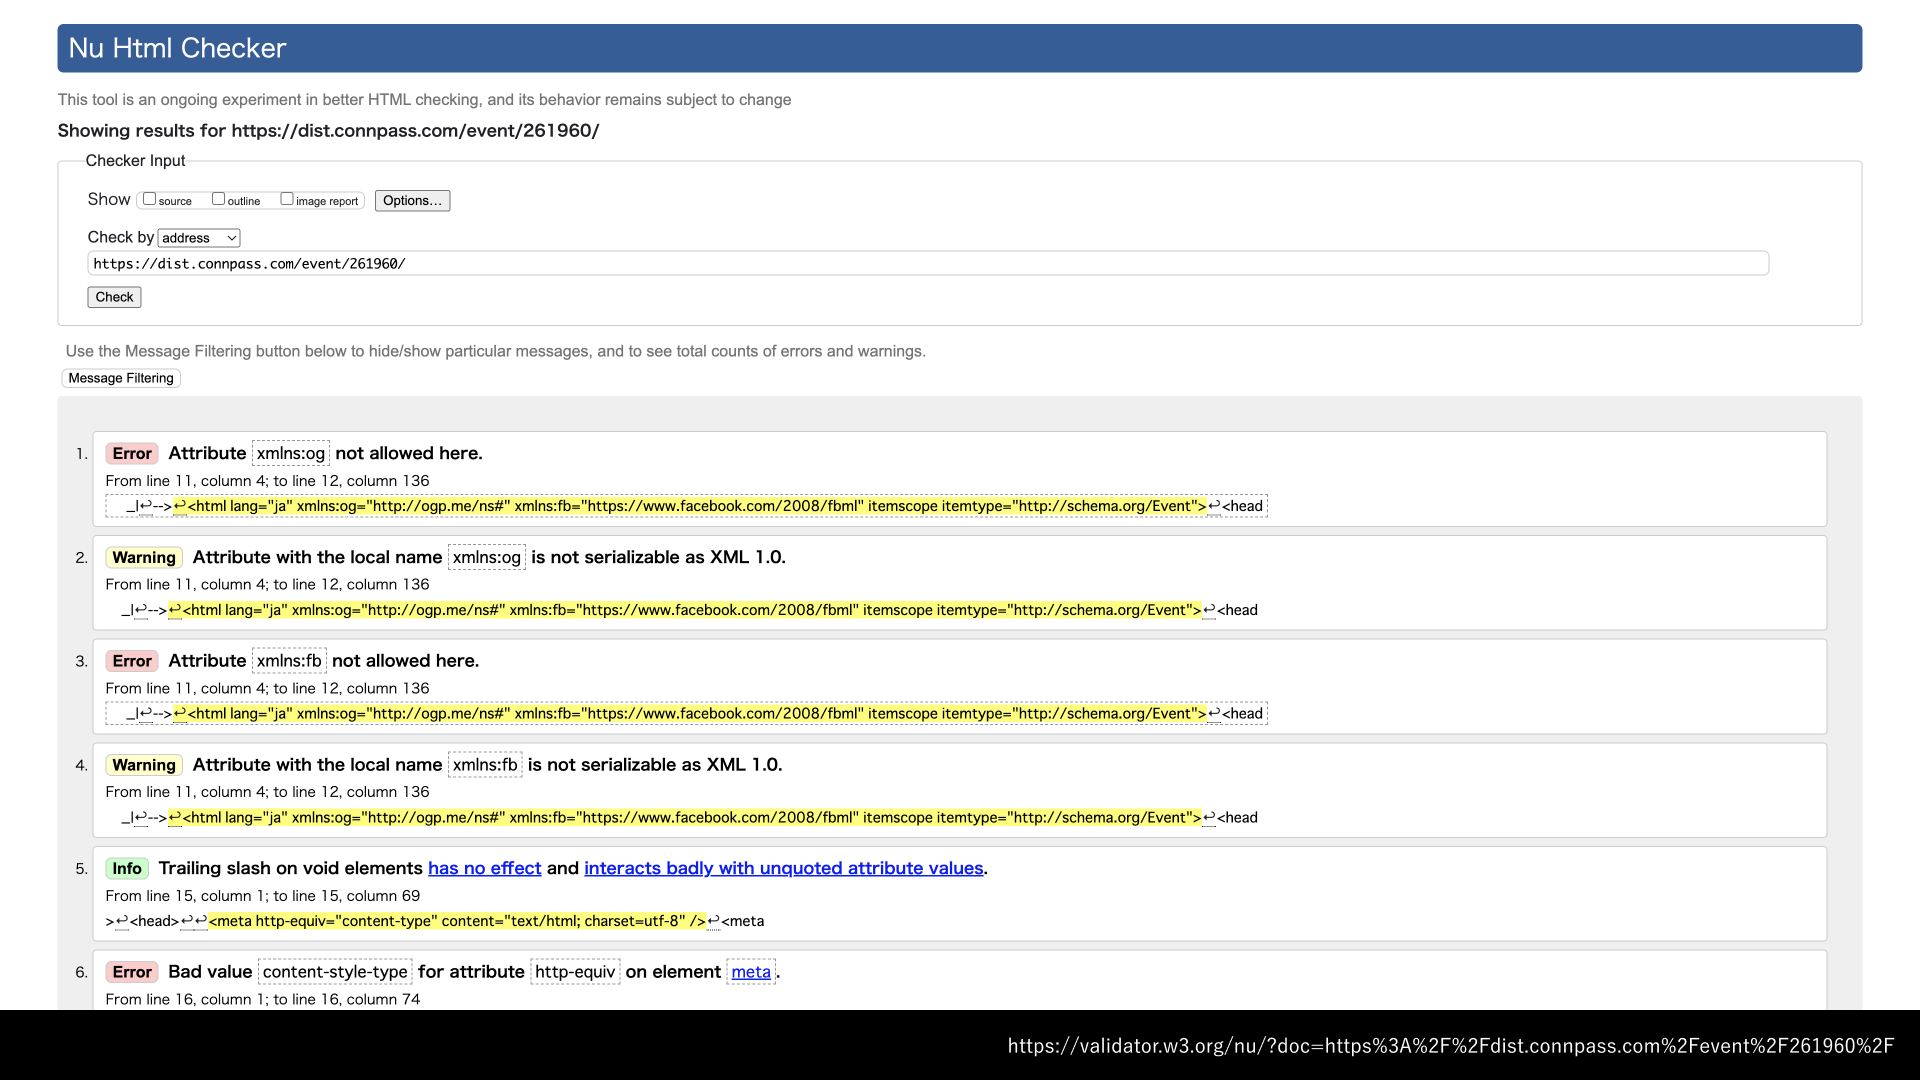 Nu Html Checker
This tool is an ongoing experiment in better HTML checking, and its behavior remains subject to change
Showing results for https://dist.connpass.com/event/261960/
Checker Input
Show source outline image report Options…
Check by address
https://dist.connpass.com/event/261960/
Check
Use the Message Filtering button below to hide/show particular messages, and to see total counts of errors and warnings.
Message Filtering
1. Error Attribute xmlns:og not allowed here.
From line 11, column 4; to line 12, column 136
_|↩-->↩<html lang="ja" xmlns:og="http://ogp.me/ns#" xmlns:fb="https://www.facebook.com/2008/fbml" itemscope itemtype="http://schema.org/Event">↩<head
2. Warning Attribute with the local name xmlns:og is not serializable as XML 1.0.
From line 11, column 4; to line 12, column 136
_|↩-->↩<html lang="ja" xmlns:og="http://ogp.me/ns#" xmlns:fb="https://www.facebook.com/2008/fbml" itemscope itemtype="http://schema.org/Event">↩<head
3. Error Attribute xmlns:fb not allowed here.
From line 11, column 4; to line 12, column 136
_|↩-->↩<html lang="ja" xmlns:og="http://ogp.me/ns#" xmlns:fb="https://www.facebook.com/2008/fbml" itemscope itemtype="http://schema.org/Event">↩<head
4. Warning Attribute with the local name xmlns:fb is not serializable as XML 1.0.
From line 11, column 4; to line 12, column 136
_|↩-->↩<html lang="ja" xmlns:og="http://ogp.me/ns#" xmlns:fb="https://www.facebook.com/2008/fbml" itemscope itemtype="http://schema.org/Event">↩<head
5. Info Trailing slash on void elements has no effect and interacts badly with unquoted attribute values.
From line 15, column 1; to line 15, column 69
>↩<head>↩↩<meta http-equiv="content-type" content="text/html; charset=utf-8" />↩<meta
6. Error Bad value content-style-type for attribute http-equiv on element meta.
From line 16, column 1; to line 16, column 74
https://validator.w3.org/nu/?doc=https%3A%2F%2Fdist.connpass.com%2Fevent%2F261960%2F